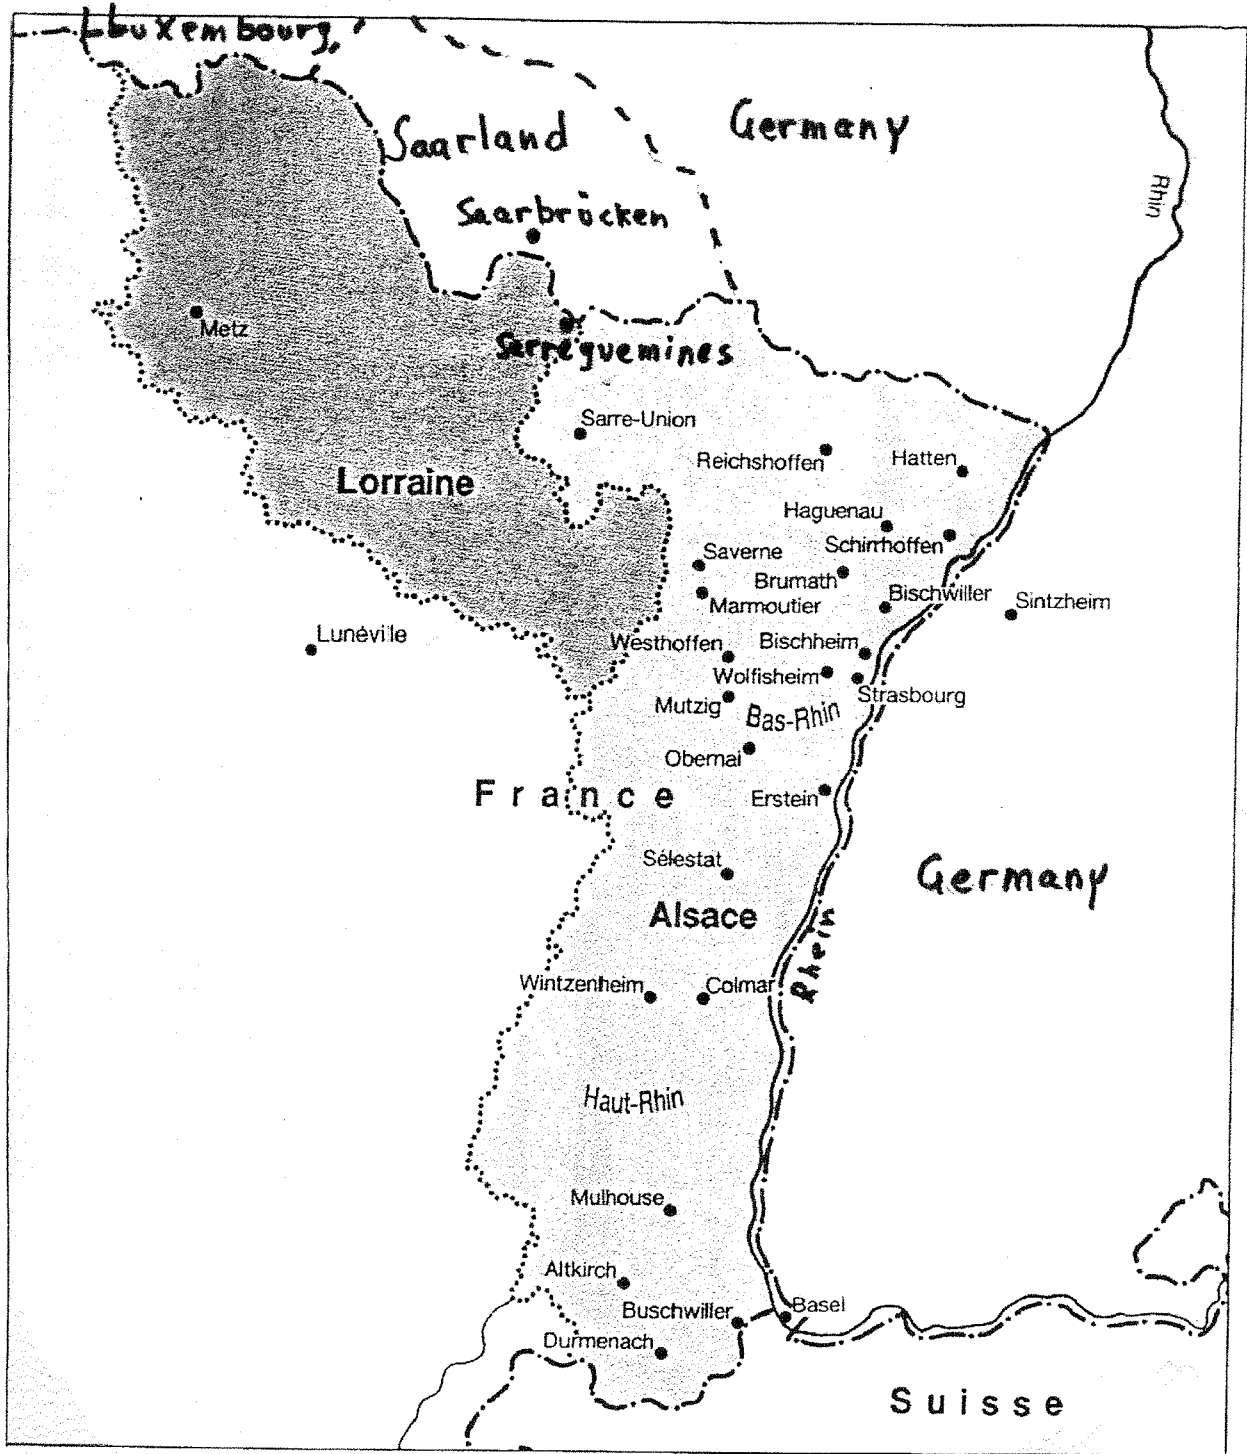 Luxembourg
Saarland
Germany
Rhin
Saarbrücken
Metz
Sarreguemines
Sarre-Union
Reichshoffen
Hatten
Lorraine
Haguenau
Schirrhoffen
Saverne
Brumath
Bischwiller
Marmoutier
Sintzheim
Lunéville
Westhoffen
Bischheim
Wolfisheim
Strasbourg
Mutzig
Bas-Rhin
Obernai
France
Erstein
Sélestat
Germany
Alsace
Rhein
Wintzenheim
Colmar
Haut-Rhin
Mulhouse
Altkirch
Buschwiller
Basel
Durmenach
Suisse